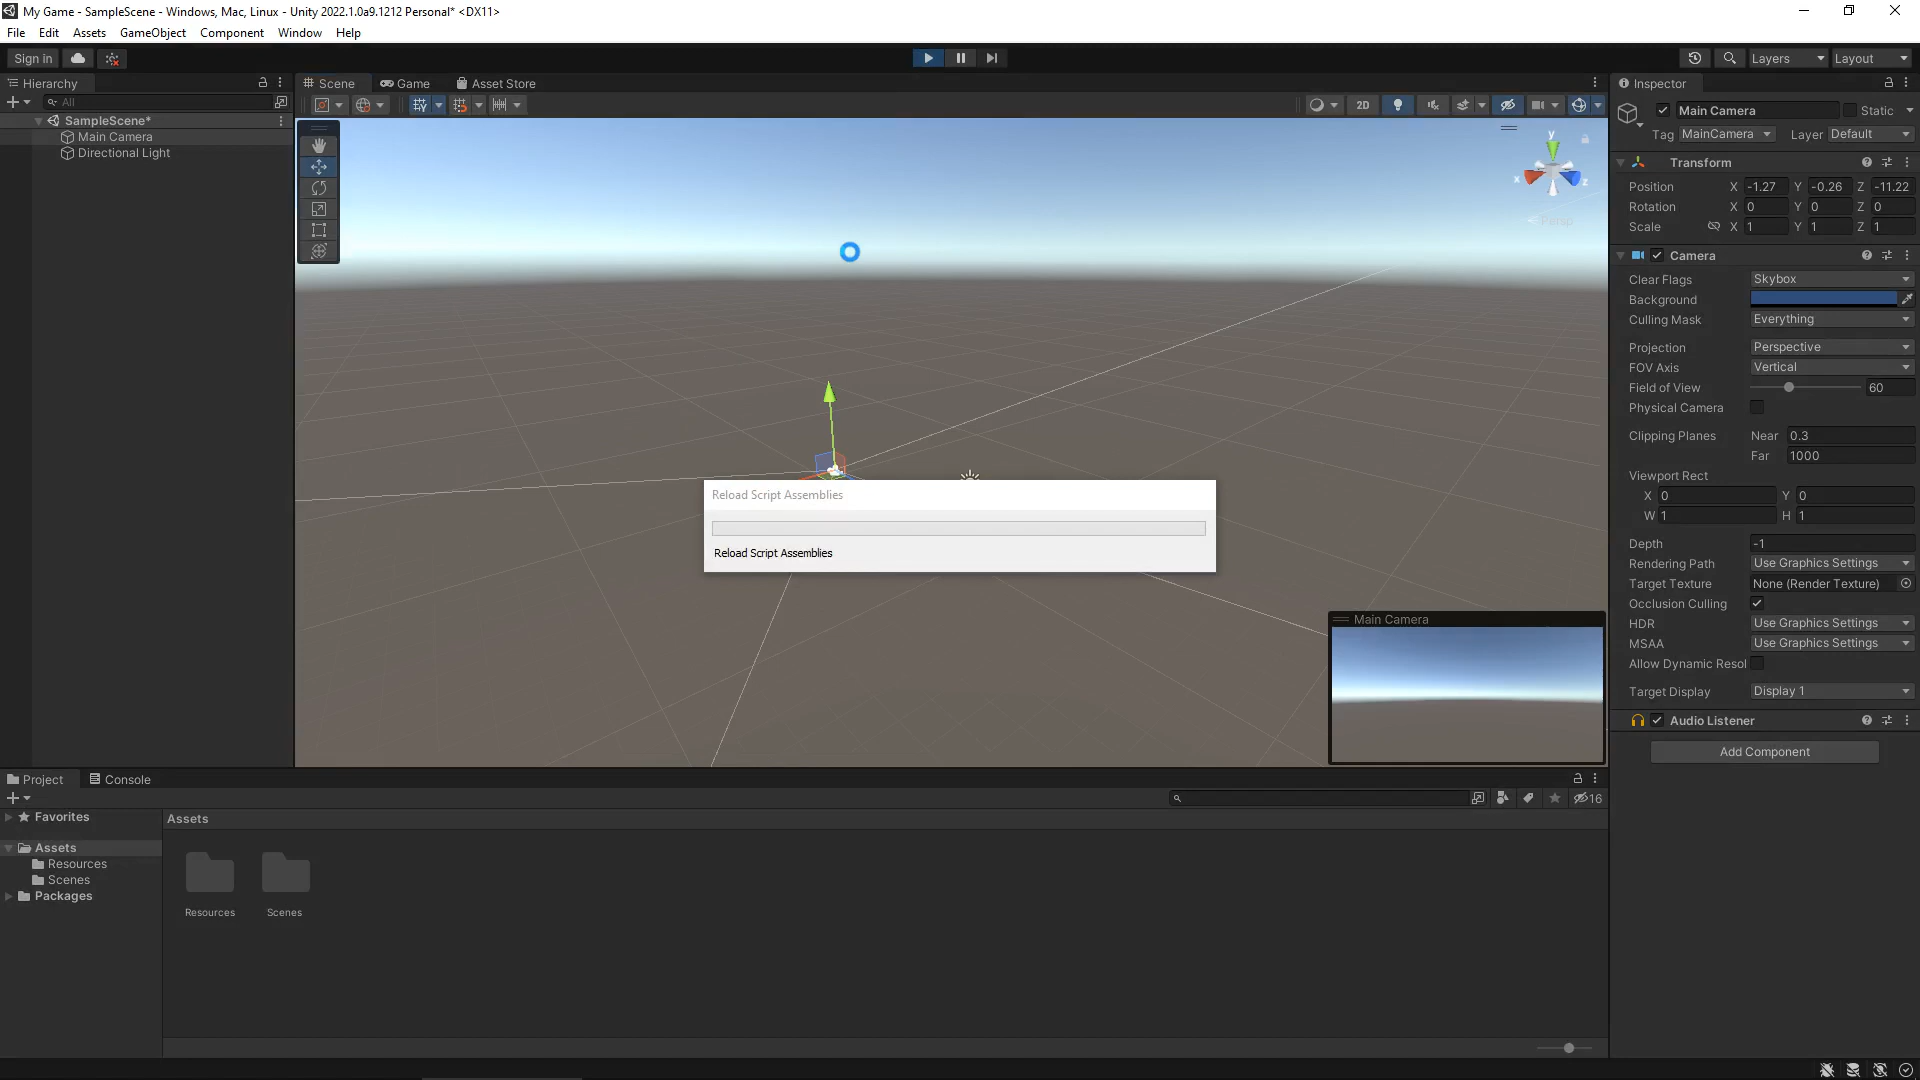 My Game - SampleScene - Windows, Mac, Linux - Unity 2022.1.0a9.1212 Personal* <DX11>
File Edit Assets GameObject Component Window Help
Sign in
Layers
Layout
Hierarchy
All
SampleScene*
Main Camera
Directional Light
Scene
Game
Asset Store
2D
y
x
z
Persp
Reload Script Assemblies
Reload Script Assemblies
Main Camera
Inspector
Main Camera
Static
Tag MainCamera Layer Default
Transform
Position X -1.27 Y -0.26 Z -11.22
Rotation X 0 Y 0 Z 0
Scale X 1 Y 1 Z 1
Camera
Clear Flags Skybox
Background
Culling Mask Everything
Projection Perspective
FOV Axis Vertical
Field of View 60
Physical Camera
Clipping Planes Near 0.3
Far 1000
Viewport Rect
X 0 Y 0
W 1 H 1
Depth -1
Rendering Path Use Graphics Settings
Target Texture None (Render Texture)
Occlusion Culling
HDR Use Graphics Settings
MSAA Use Graphics Settings
Allow Dynamic Resol
Target Display Display 1
Audio Listener
Add Component
Project
Console
16
Favorites
Assets
Resources
Scenes
Packages
Assets
Resources
Scenes